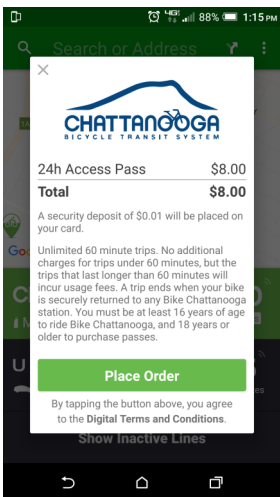 4G 88% 1:15 PM
Search or Address
CHATTANOOGA
BICYCLE TRANSIT SYSTEM
24h Access Pass $8.00
Total $8.00
A security deposit of $0.01 will be placed on
your card.
Unlimited 60 minute trips. No additional
charges for trips under 60 minutes, but the
trips that last longer than 60 minutes will
incur usage fees. A trip ends when your bike
is securely returned to any Bike Chattanooga
station. You must be at least 16 years of age
to ride Bike Chattanooga, and 18 years or
older to purchase passes.
Place Order
By tapping the button above, you agree
to the Digital Terms and Conditions.
Show Inactive Lines